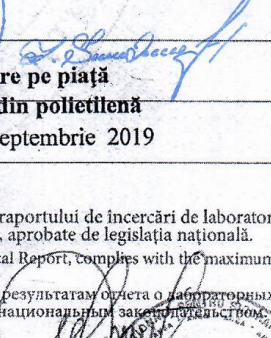 re pe piață
din polietilenă
eptembrie 2019
raportului de încercări de laborator
, aprobate de legislația națională.
cal Report, complies with the maximum
результатам отчета о лабораторных
национальным законодательством.